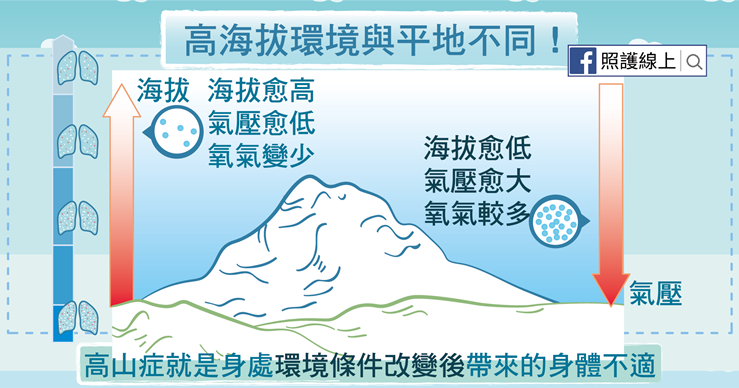 高海拔環境與平地不同！
照護線上
海拔
海拔愈高
氣壓愈低
氧氣變少
海拔愈低
氣壓愈大
氧氣較多
氣壓
高山症就是身處環境條件改變後帶來的身體不適